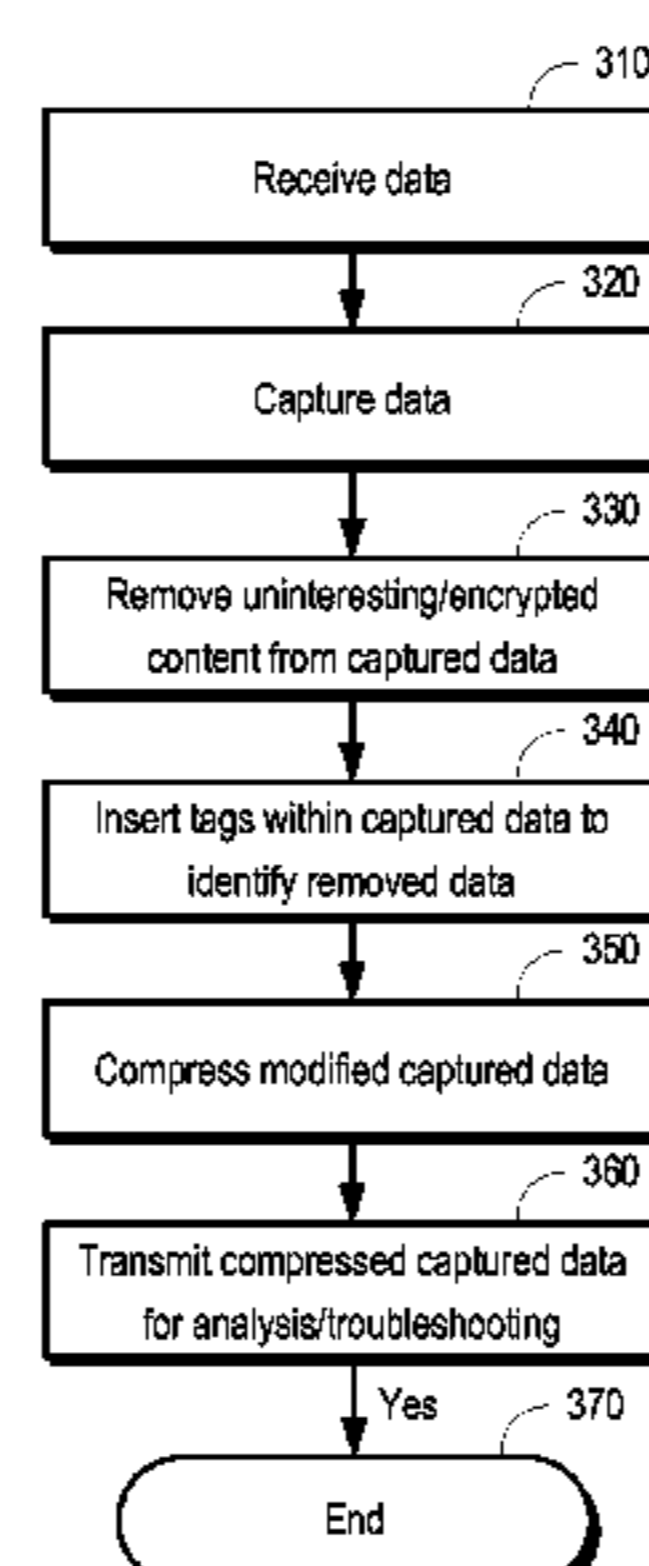 310
Receive data
320
Capture data
330
Remove uninteresting/encrypted
content from captured data
340
Insert tags within captured data to
identify removed data
350
Compress modified captured data
360
Transmit compressed captured data
for analysis/troubleshooting
Yes
370
End